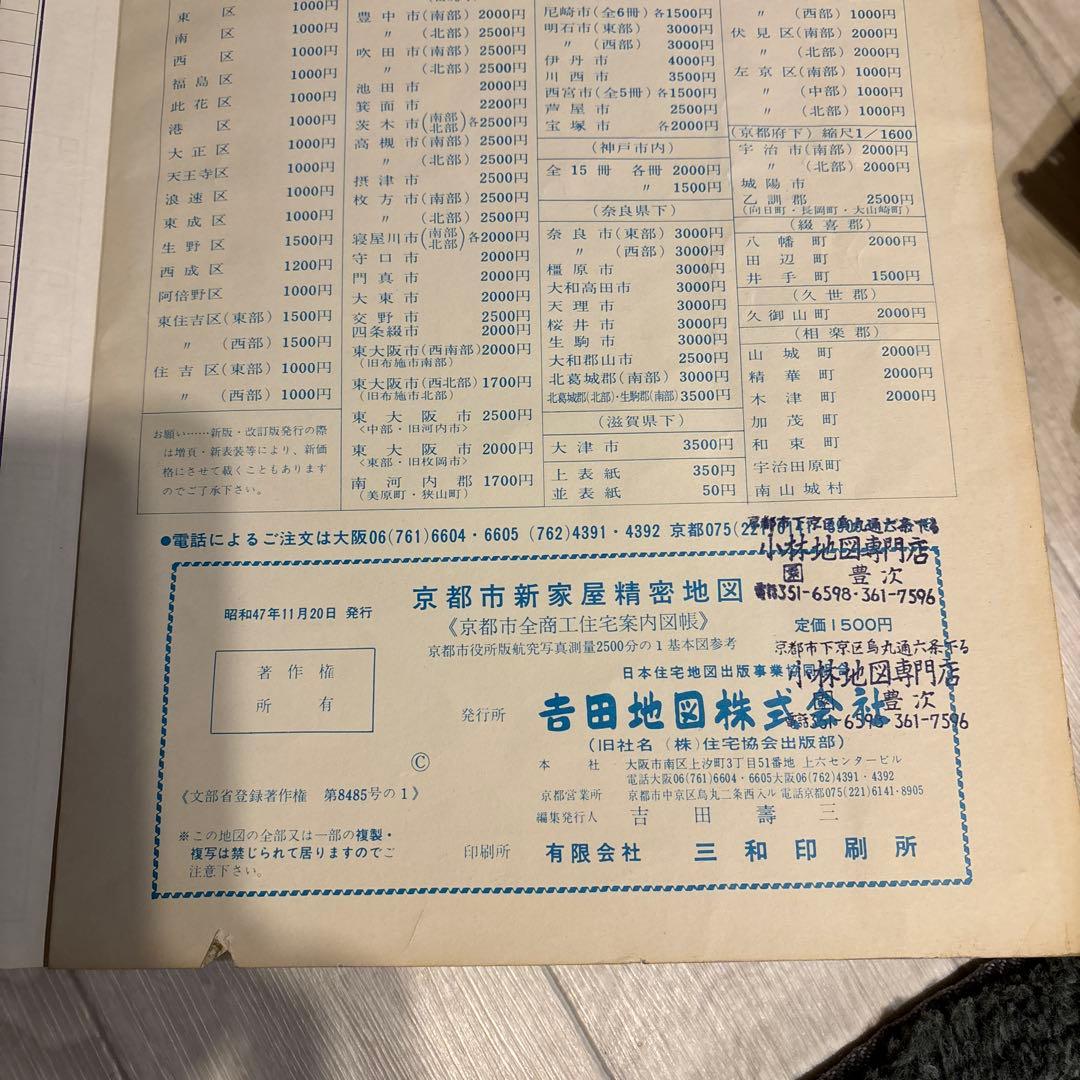 東区 1000円
南区 1000円
西区 1000円
福島区 1000円
此花区 1000円
港区 1000円
大正区 1000円
天王寺区 1000円
浪速区 1000円
東成区 1000円
生野区 1500円
西成区 1200円
阿倍野区 1000円
東住吉区(東部) 1500円
〃 (西部) 1500円
住吉区(東部) 1000円
〃 (西部) 1000円
お願い……新版・改訂版発行の際
は増頁・新表装等により、新価
格にさせて戴くこともあります
のでご了承下さい。
豊中市(南部) 2000円
〃 (北部) 2500円
吹田市(南部) 2500円
〃 (北部) 2500円
池田市 2000円
箕面市 2200円
茨木市(南部 北部)各2500円
高槻市(南部) 2500円
〃 (北部) 2500円
摂津市 2500円
枚方市(南部) 2500円
〃 (北部) 2500円
寝屋川市(南部 北部)各2000円
守口市 2000円
門真市 2000円
大東市 2000円
交野市 2500円
四条綴市 2000円
東大阪市(西南部) 2000円
(旧布施市南部)
東大阪市(西北部) 1700円
(旧布施市北部)
東大阪市 2500円
<中部・旧河内市>
東大阪市 2000円
<東部・旧枚岡市>
南河内郡 1700円
(美原町・狭山町)
尼崎市(全6冊)各1500円
明石市(東部) 3000円
〃 (西部) 3000円
伊丹市 4000円
川西市 3500円
西宮市(全5冊)各1500円
芦屋市 2500円
宝塚市 各2000円
(神戸市内)
全15冊 各冊 2000円
〃 1500円
(奈良県下)
奈良市(東部) 3000円
〃 (西部) 3000円
橿原市 3000円
大和高田市 3000円
天理市 3000円
桜井市 3000円
生駒市 3000円
大和郡山市 2500円
北葛城郡(南部) 3000円
北葛城郡(北部)・生駒郡(南部) 3500円
(滋賀県下)
大津市 3500円
上表紙 350円
並表紙 50円
〃 (西部) 1000円
伏見区(南部) 2000円
〃 (北部) 2000円
左京区(南部) 1000円
〃 (中部) 1000円
〃 (北部) 1000円
(京都府下)縮尺1/1600
宇治市(南部) 2000円
〃 (北部) 2000円
城陽市
乙訓郡 2500円
(向日町・長岡町・大山崎町)
(綴喜郡)
八幡町 2000円
田辺町
井手町 1500円
(久世郡)
久御山町 2000円
(相楽郡)
山城町 2000円
精華町 2000円
木津町 2000円
加茂町
和東町
宇治田原町
南山城村
●電話によるご注文は大阪06(761)6604・6605 (762)4391・4392 京都075(221)
京都市下京区烏丸通六条下る
小林地図専門店
豊次
電話351-6598・361-7596
京都市新家屋精密地図
昭和47年11月20日 発行
《京都市全商工住宅案内図帳》
定価1500円
京都市役所版航究写真測量2500分の1基本図参考
京都市下京区烏丸通六条下る
小林地図専門店
豊次
電話351-6598・361-7596
著作権
所有
日本住宅地図出版事業協同組合
発行所 吉田地図株式会社
(旧社名(株)住宅協会出版部)
©
本社 大阪市南区上汐町3丁目51番地 上六センタービル
電話大阪06(761)6604・6605大阪06(762)4391・4392
《文部省登録著作権 第8485号の1》
京都営業所 京都市中京区烏丸二条西入ル 電話京都075(221)6141・8905
編集発行人 吉田壽三
※この地図の全部又は一部の複製・
複写は禁じられて居りますのでご
注意下さい。
印刷所 有限会社 三和印刷所